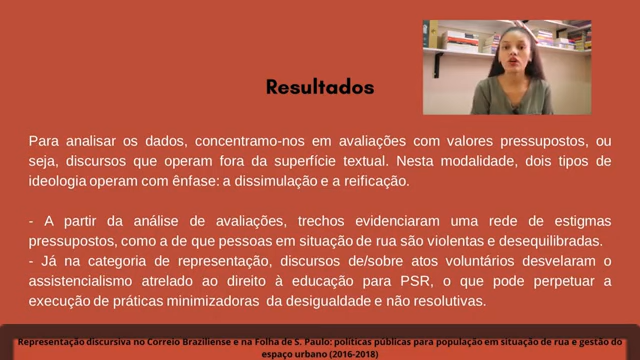 Resultados
Para analisar os dados, concentramo-nos em avaliações com valores pressupostos, ou
seja, discursos que operam fora da superfície textual. Nesta modalidade, dois tipos de
ideologia operam com ênfase: a dissimulação e a reificação.
- A partir da análise de avaliações, trechos evidenciaram uma rede de estigmas
pressupostos, como a de que pessoas em situação de rua são violentas e desequilibradas.
- Já na categoria de representação, discursos de/sobre atos voluntários desvelaram o
assistencialismo atrelado ao direito à educação para PSR, o que pode perpetuar a
execução de práticas minimizadoras da desigualdade e não resolutivas.
Representação discursiva no Correio Braziliense e na Folha de S. Paulo: políticas públicas para população em situação de rua e gestão do
espaço urbano (2016-2018)